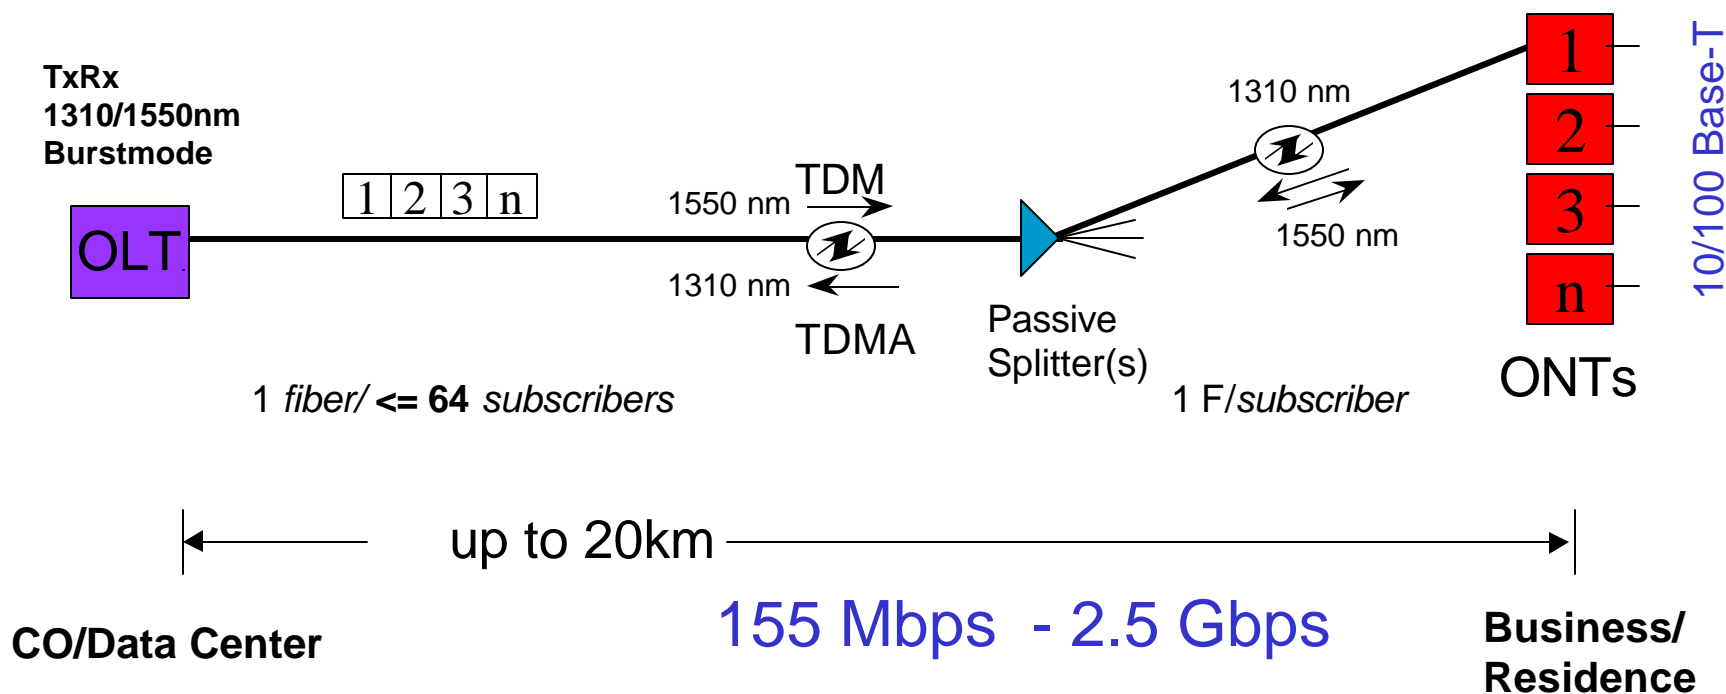 TxRx
1310/1550nm
Burstmode
OLT
1 2 3 n
1550 nm
TDM
1310 nm
TDMA
Passive
Splitter(s)
1310 nm
1550 nm
1
2
3
n
ONTs
10/100 Base-T
1 fiber/ <= 64 subscribers
1 F/subscriber
up to 20km
155 Mbps - 2.5 Gbps
CO/Data Center
Business/
Residence